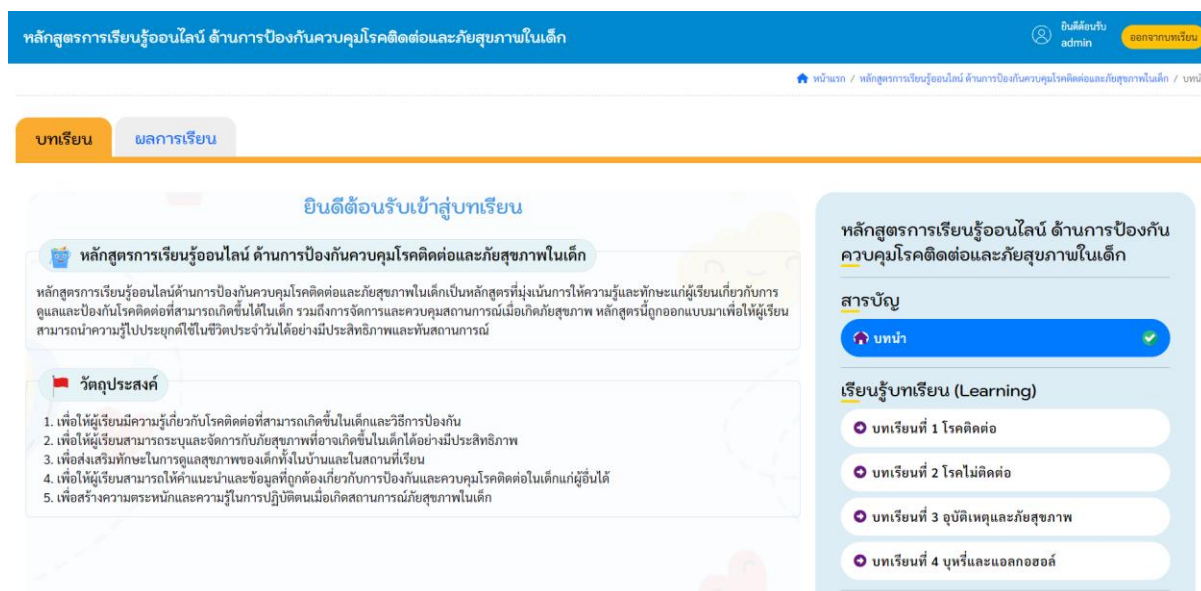 หลักสูตรการเรียนรู้ออนไลน์ ด้านการป้องกันควบคุมโรคติดต่อและภัยสุขภาพในเด็ก
ยินดีต้อนรับ
admin
ออกจากบทเรียน
หน้าแรก / หลักสูตรการเรียนรู้ออนไลน์ ด้านการป้องกันควบคุมโรคติดต่อและภัยสุขภาพในเด็ก /
บทเรียน
ผลการเรียน
ยินดีต้อนรับเข้าสู่บทเรียน
หลักสูตรการเรียนรู้ออนไลน์ ด้านการป้องกันควบคุมโรคติดต่อและภัยสุขภาพในเด็ก
หลักสูตรการเรียนรู้ออนไลน์ด้านการป้องกันควบคุมโรคติดต่อและภัยสุขภาพในเด็กเป็นหลักสูตรที่มุ่งเน้นการให้ความรู้และทักษะแก่ผู้เรียนเกี่ยวกับการ
ดูแลและป้องกันโรคติดต่อที่สามารถเกิดขึ้นได้ในเด็ก รวมถึงการจัดการและควบคุมสถานการณ์เมื่อเกิดภัยสุขภาพ หลักสูตรนี้ถูกออกแบบมาเพื่อให้ผู้เรียน
สามารถนำความรู้ไปประยุกต์ใช้ในชีวิตประจำวันได้อย่างมีประสิทธิภาพและทันสถานการณ์
วัตถุประสงค์
1. เพื่อให้ผู้เรียนมีความรู้เกี่ยวกับโรคติดต่อที่สามารถเกิดขึ้นในเด็กและวิธีการป้องกัน
2. เพื่อให้ผู้เรียนสามารถระบุและจัดการกับภัยสุขภาพที่อาจเกิดขึ้นในเด็กได้อย่างมีประสิทธิภาพ
3. เพื่อส่งเสริมทักษะในการดูแลสุขภาพของเด็กทั้งในบ้านและในสถานที่เรียน
4. เพื่อให้ผู้เรียนสามารถให้คำแนะนำและข้อมูลที่ถูกต้องเกี่ยวกับการป้องกันและควบคุมโรคติดต่อในเด็กแก่ผู้อื่นได้
5. เพื่อสร้างความตระหนักและความรู้ในการปฏิบัติตนเมื่อเกิดสถานการณ์ภัยสุขภาพในเด็ก
หลักสูตรการเรียนรู้ออนไลน์ ด้านการป้องกัน
ควบคุมโรคติดต่อและภัยสุขภาพในเด็ก
สารบัญ
บทนำ
เรียนรู้บทเรียน (Learning)
บทเรียนที่ 1 โรคติดต่อ
บทเรียนที่ 2 โรคไม่ติดต่อ
บทเรียนที่ 3 อุบัติเหตุและภัยสุขภาพ
บทเรียนที่ 4 บุหรี่และแอลกอฮอล์